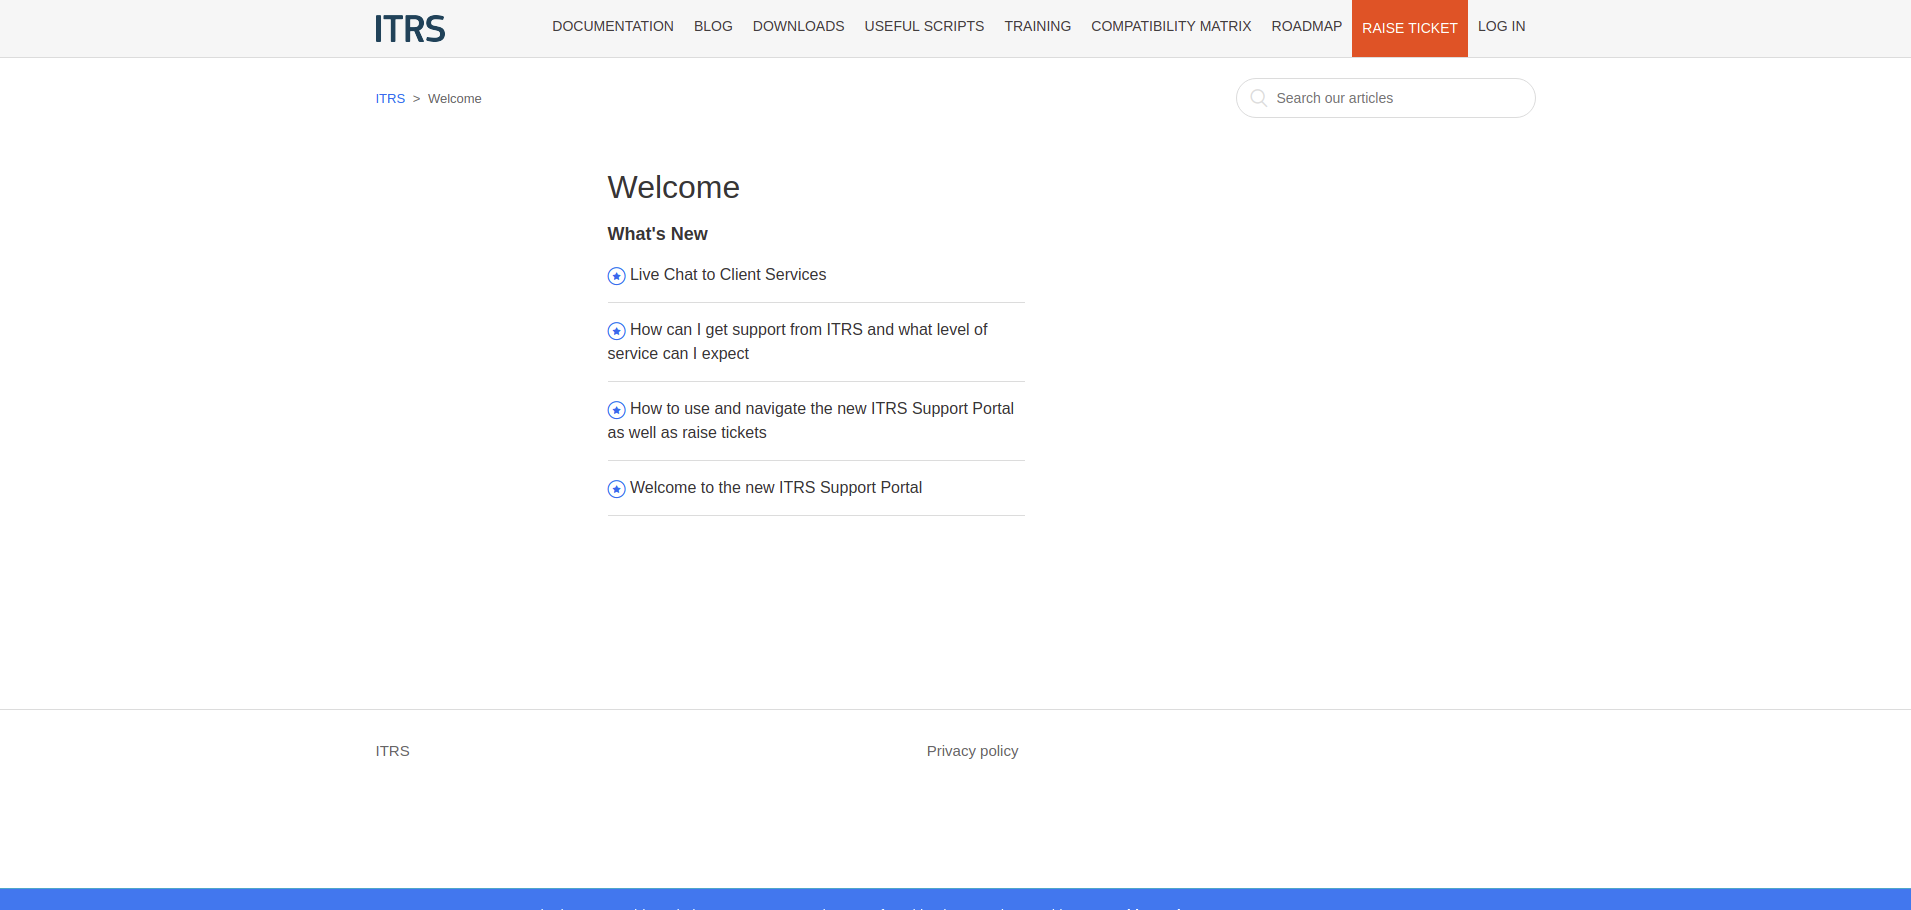 ITRS
DOCUMENTATION BLOG DOWNLOADS USEFUL SCRIPTS TRAINING COMPATIBILITY MATRIX ROADMAP RAISE TICKET LOG IN
ITRS > Welcome
Search our articles
Welcome
What's New
Live Chat to Client Services
How can I get support from ITRS and what level of
service can I expect
How to use and navigate the new ITRS Support Portal
as well as raise tickets
Welcome to the new ITRS Support Portal
ITRS
Privacy policy